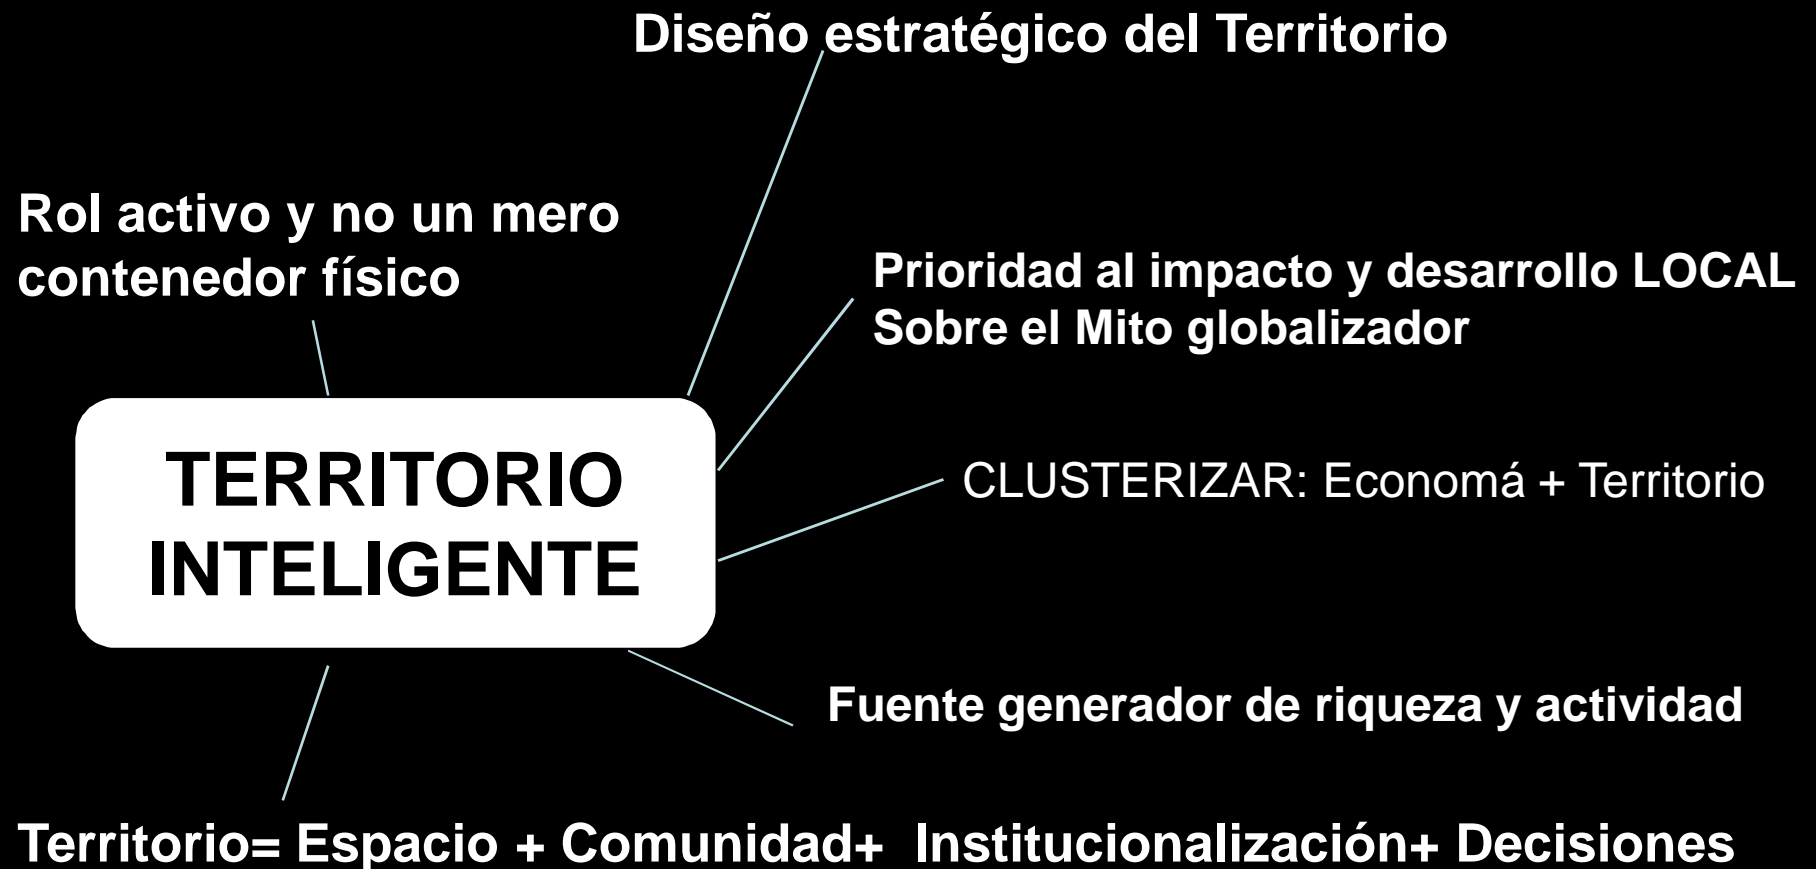 Diseño estratégico del Territorio
Rol activo y no un mero
contenedor físico
Prioridad al impacto y desarrollo LOCAL
Sobre el Mito globalizador
TERRITORIO
INTELIGENTE
CLUSTERIZAR: Economá + Territorio
Fuente generador de riqueza y actividad
Territorio= Espacio + Comunidad+ Institucionalización+ Decisiones